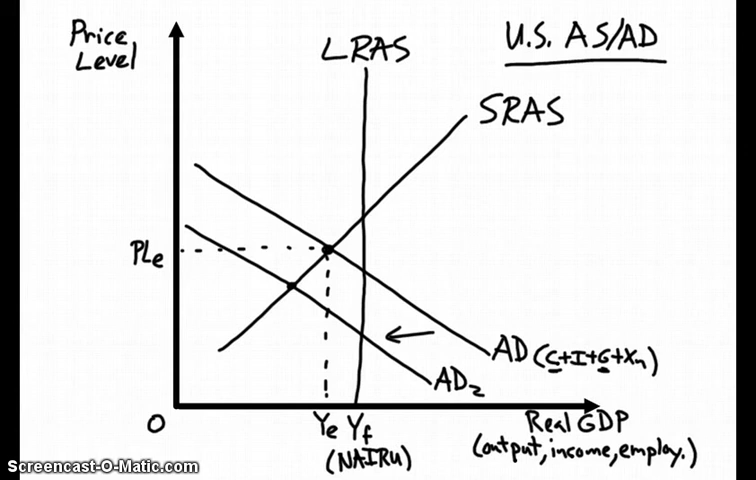 Price
Level
LRAS
U.S. AS/AD
SRAS
PLe
AD (C+I+G+Xn)
AD2
0
Ye Yf
(NAIRU)
Real GDP
(output, income, employ.)
Screencast-O-Matic.com